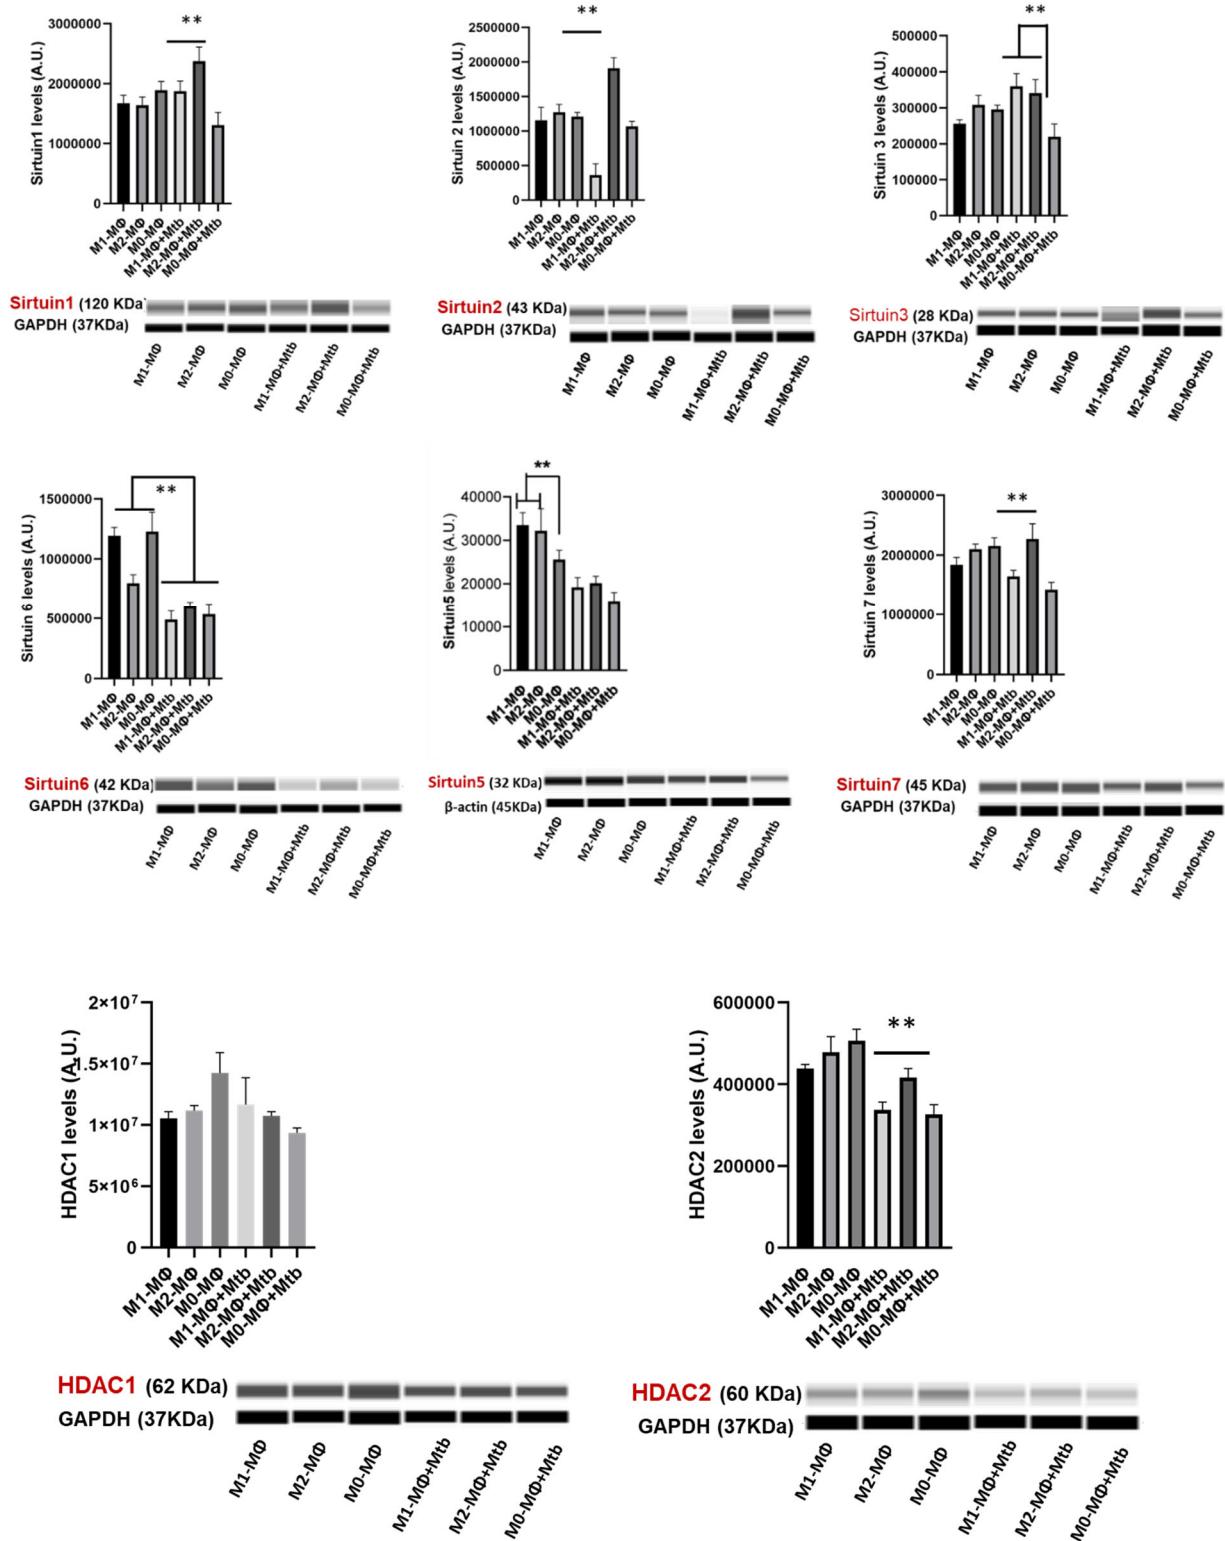 **
3000000
2000000
1000000
0
Sirtuin1 levels (A.U.)
M1-MΦ
M2-MΦ
M0-MΦ
M1-MΦ+Mtb
M2-MΦ+Mtb
M0-MΦ+Mtb
Sirtuin1 (120 KDa)
GAPDH (37KDa)
M1-MΦ
M2-MΦ
M0-MΦ
M1-MΦ+Mtb
M2-MΦ+Mtb
M0-MΦ+Mtb
**
2500000
2000000
1500000
1000000
500000
0
Sirtuin 2 levels (A.U.)
M1-MΦ
M2-MΦ
M0-MΦ
M1-MΦ+Mtb
M2-MΦ+Mtb
M0-MΦ+Mtb
Sirtuin2 (43 KDa)
GAPDH (37KDa)
M1-MΦ
M2-MΦ
M0-MΦ
M1-MΦ+Mtb
M2-MΦ+Mtb
M0-MΦ+Mtb
**
500000
400000
300000
200000
100000
0
Sirtuin 3 levels (A.U.)
M1-MΦ
M2-MΦ
M0-MΦ
M1-MΦ+Mtb
M2-MΦ+Mtb
M0-MΦ+Mtb
Sirtuin3 (28 KDa)
GAPDH (37KDa)
M1-MΦ
M2-MΦ
M0-MΦ
M1-MΦ+Mtb
M2-MΦ+Mtb
M0-MΦ+Mtb
**
1500000
1000000
500000
0
Sirtuin 6 levels (A.U.)
M1-MΦ
M2-MΦ
M0-MΦ
M1-MΦ+Mtb
M2-MΦ+Mtb
M0-MΦ+Mtb
Sirtuin6 (42 KDa)
GAPDH (37KDa)
M1-MΦ
M2-MΦ
M0-MΦ
M1-MΦ+Mtb
M2-MΦ+Mtb
M0-MΦ+Mtb
**
40000
30000
20000
10000
0
Sirtuin5 levels (A.U.)
M1-MΦ
M2-MΦ
M0-MΦ
M1-MΦ+Mtb
M2-MΦ+Mtb
M0-MΦ+Mtb
Sirtuin5 (32 KDa)
β-actin (45KDa)
M1-MΦ
M2-MΦ
M0-MΦ
M1-MΦ+Mtb
M2-MΦ+Mtb
M0-MΦ+Mtb
**
3000000
2000000
1000000
0
Sirtuin 7 levels (A.U.)
M1-MΦ
M2-MΦ
M0-MΦ
M1-MΦ+Mtb
M2-MΦ+Mtb
M0-MΦ+Mtb
Sirtuin7 (45 KDa)
GAPDH (37KDa)
M1-MΦ
M2-MΦ
M0-MΦ
M1-MΦ+Mtb
M2-MΦ+Mtb
M0-MΦ+Mtb
2×10⁷
1.5×10⁷
1×10⁷
5×10⁶
0
HDAC1 levels (A.U.)
M1-MΦ
M2-MΦ
M0-MΦ
M1-MΦ+Mtb
M2-MΦ+Mtb
M0-MΦ+Mtb
HDAC1 (62 KDa)
GAPDH (37KDa)
M1-MΦ
M2-MΦ
M0-MΦ
M1-MΦ+Mtb
M2-MΦ+Mtb
M0-MΦ+Mtb
**
600000
400000
200000
0
HDAC2 levels (A.U.)
M1-MΦ
M2-MΦ
M0-MΦ
M1-MΦ+Mtb
M2-MΦ+Mtb
M0-MΦ+Mtb
HDAC2 (60 KDa)
GAPDH (37KDa)
M1-MΦ
M2-MΦ
M0-MΦ
M1-MΦ+Mtb
M2-MΦ+Mtb
M0-MΦ+Mtb